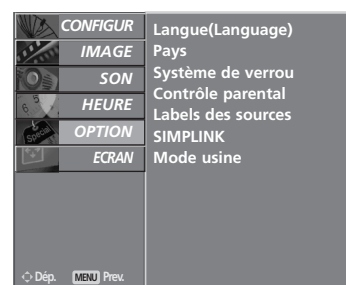 CONFIGUR
IMAGE
SON
HEURE
OPTION
ECRAN
Langue(Language)
Pays
Système de verrou
Contrôle parental
Labels des sources
SIMPLINK
Mode usine
Dép. MENU Prev.